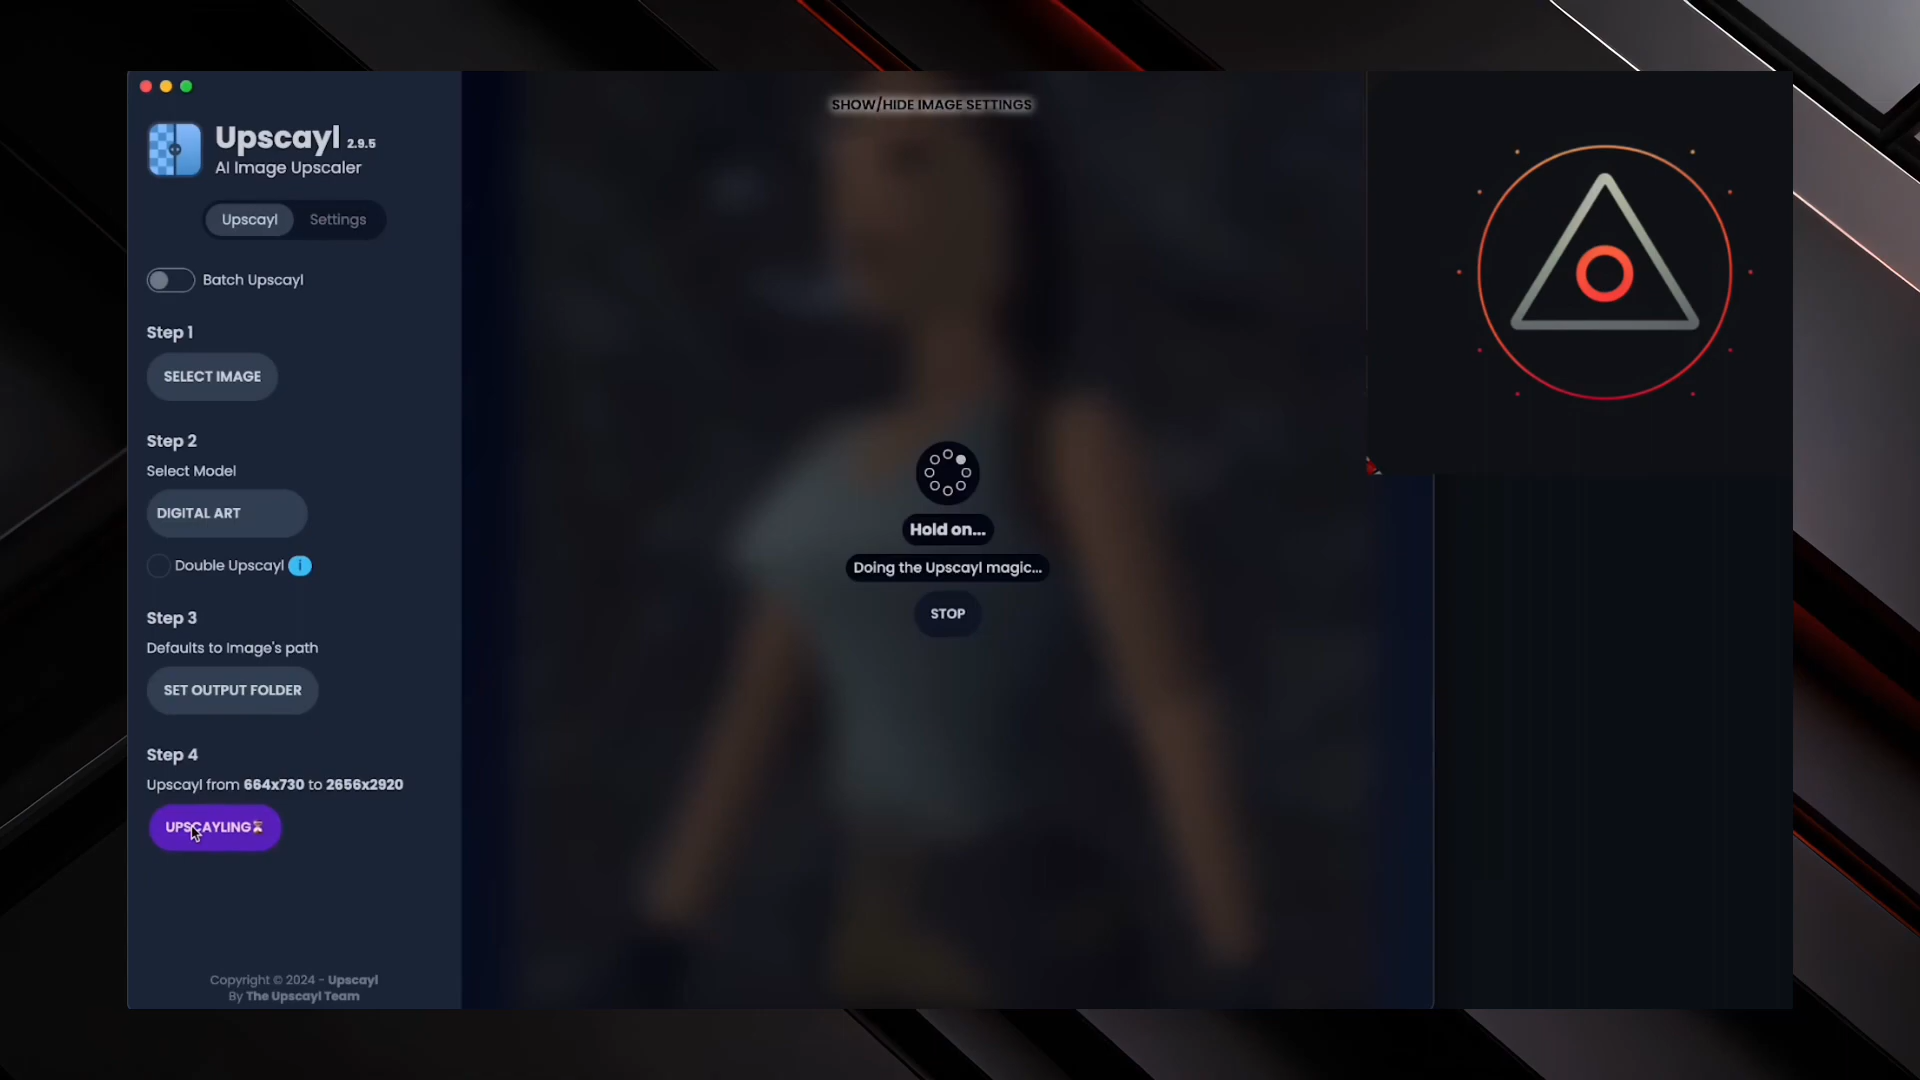 SHOW/HIDE IMAGE SETTINGS
Upscayl 2.9.5
AI Image Upscaler
Upscayl Settings
Batch Upscayl
Step 1
SELECT IMAGE
Step 2
Select Model
DIGITAL ART
Double Upscayl i
Step 3
Defaults to Image's path
SET OUTPUT FOLDER
Step 4
Upscayl from 664x730 to 2656x2920
UPSCAYLING⏳
Copyright © 2024 - Upscayl
By The Upscayl Team
Hold on...
Doing the Upscayl magic...
STOP